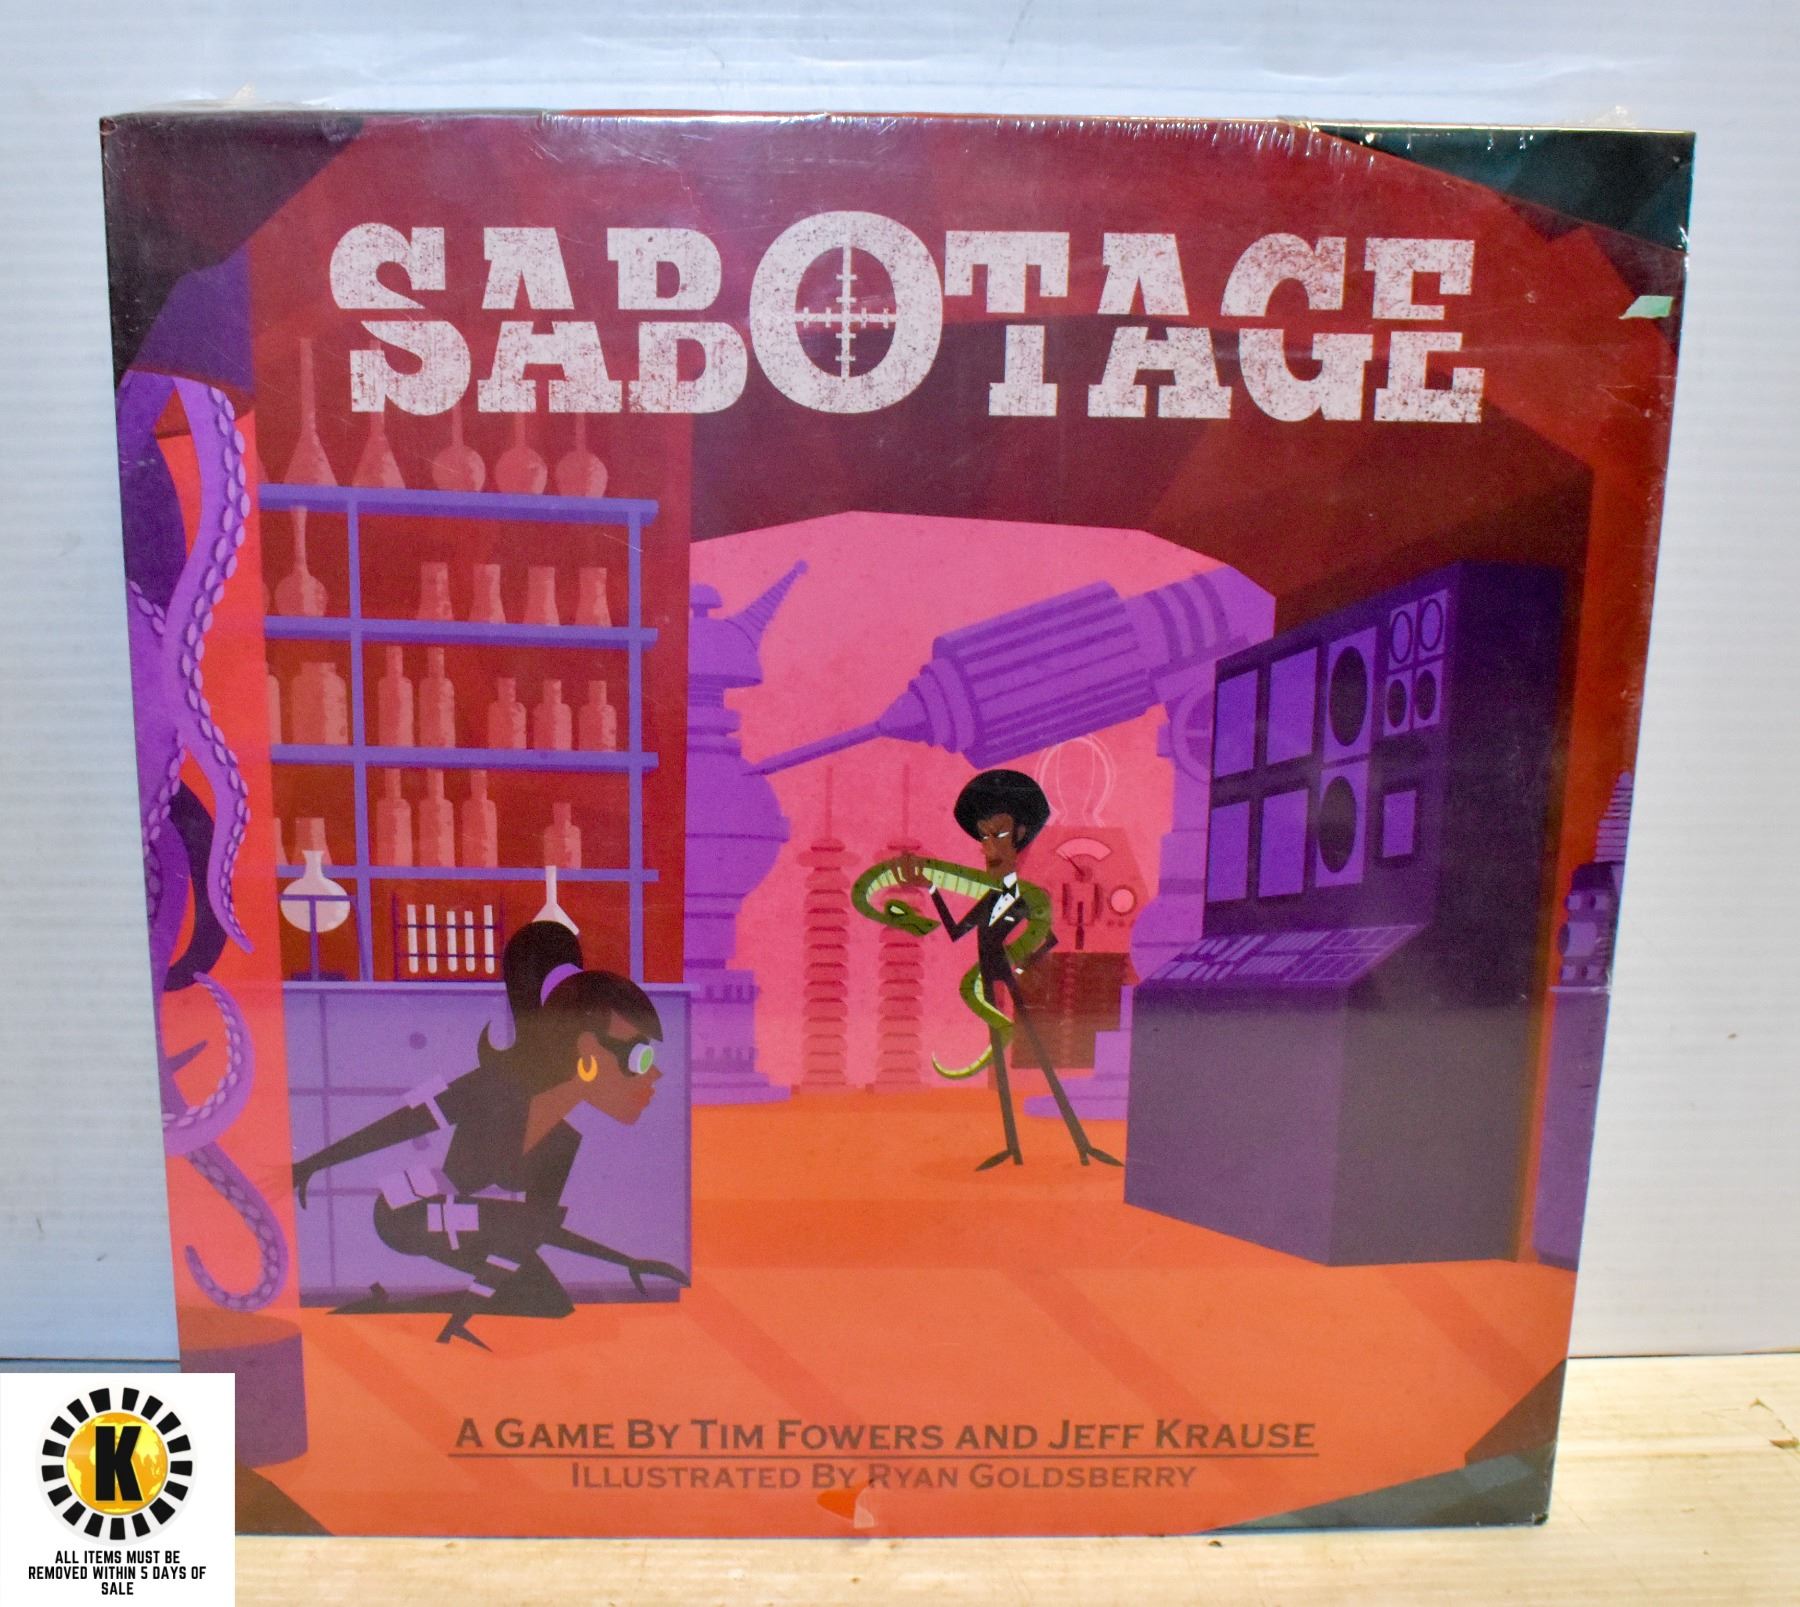 SABOTAGE
A GAME BY TIM FOWERS AND JEFF KRAUSE
ILLUSTRATED BY RYAN GOLDSBERRY
K
ALL ITEMS MUST BE
REMOVED WITHIN 5 DAYS OF
SALE